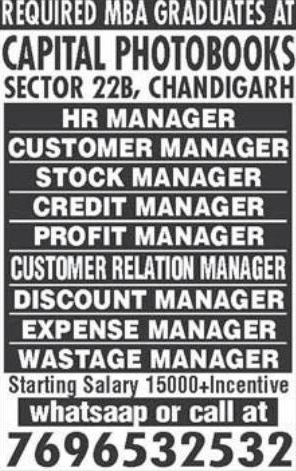 REQUIRED MBA GRADUATES AT
CAPITAL PHOTOBOOKS
SECTOR 22B, CHANDIGARH
HR MANAGER
CUSTOMER MANAGER
STOCK MANAGER
CREDIT MANAGER
PROFIT MANAGER
CUSTOMER RELATION MANAGER
DISCOUNT MANAGER
EXPENSE MANAGER
WASTAGE MANAGER
Starting Salary 15000+Incentive
whatsaap or call at
7696532532